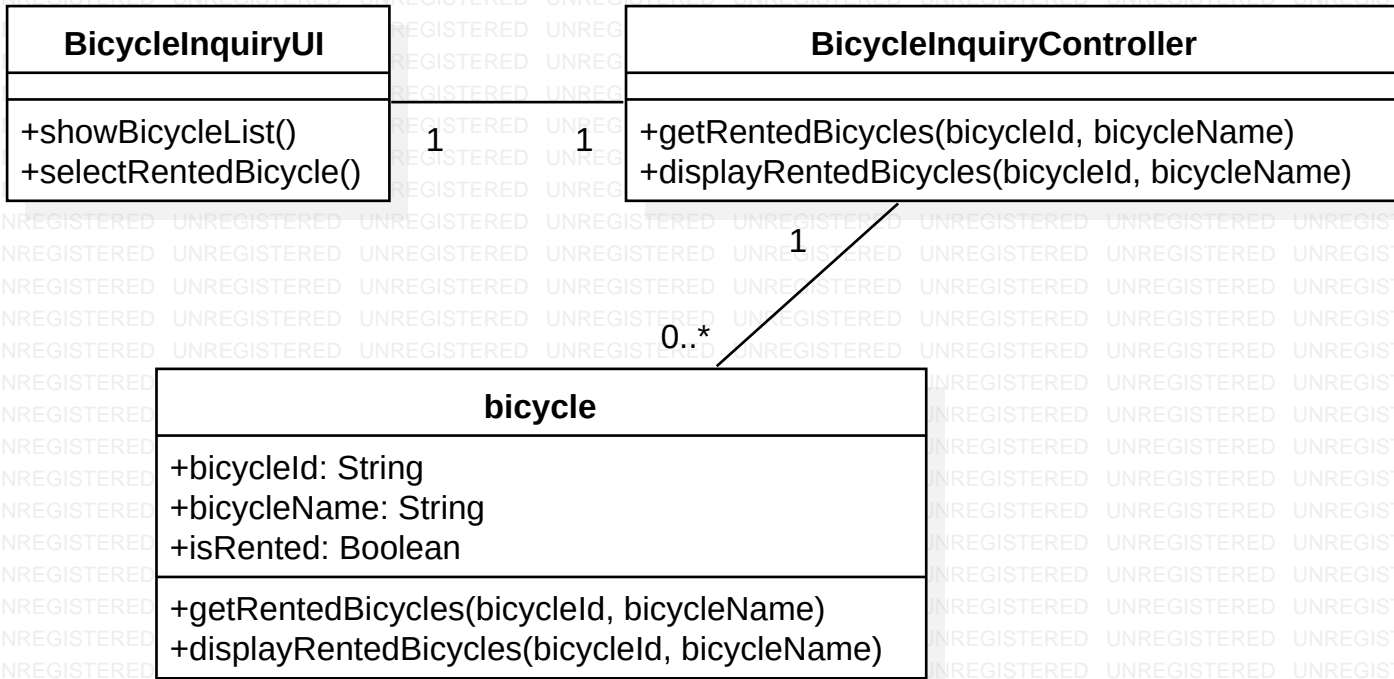 BicycleInquiryUI
+showBicycleList()
+selectRentedBicycle()
1
1
BicycleInquiryController
+getRentedBicycles(bicycleId, bicycleName)
+displayRentedBicycles(bicycleId, bicycleName)
1
0..*
bicycle
+bicycleId: String
+bicycleName: String
+isRented: Boolean
+getRentedBicycles(bicycleId, bicycleName)
+displayRentedBicycles(bicycleId, bicycleName)
UNREGISTERED